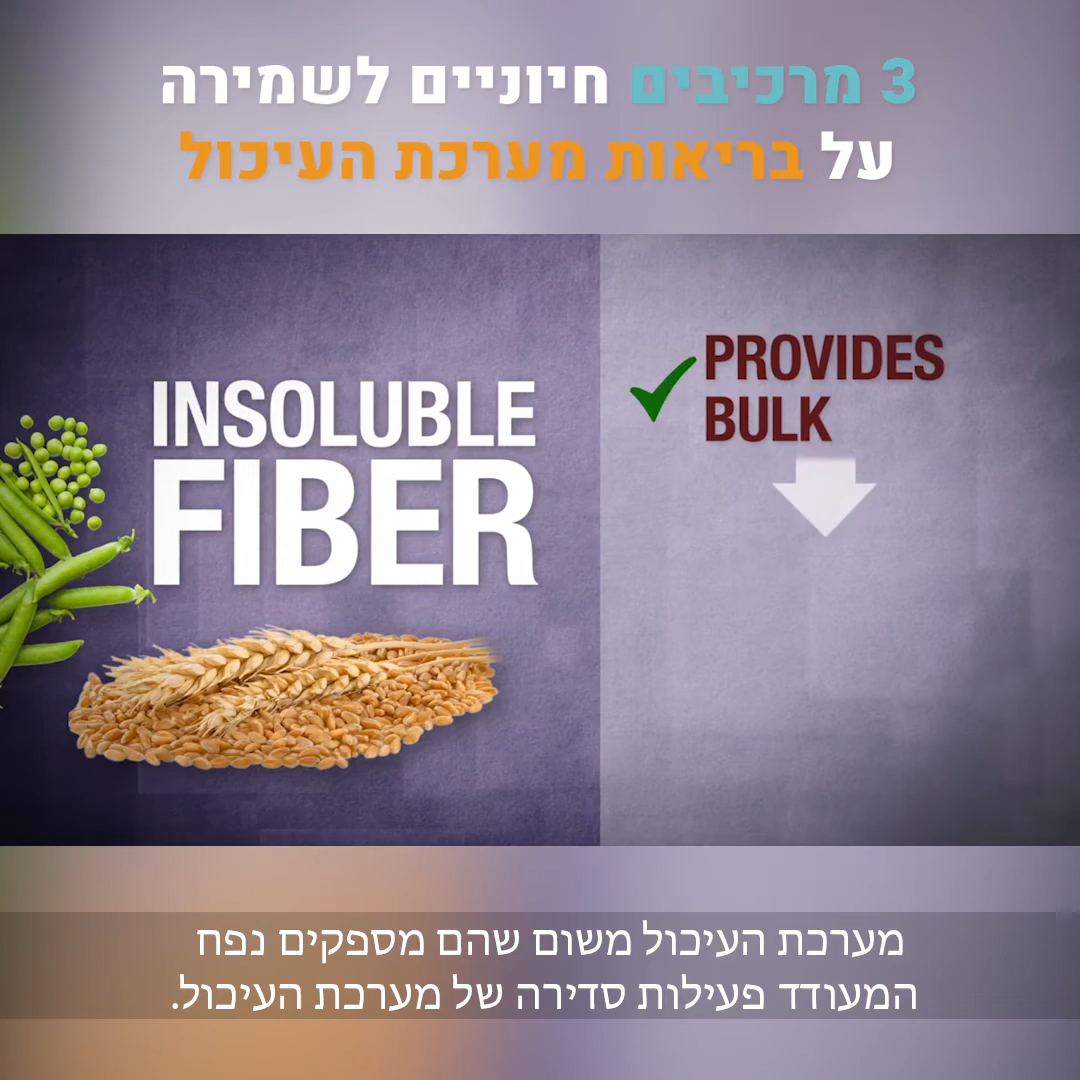 3 מרכיבים חיוניים לשמירה
על בריאות מערכת העיכול
INSOLUBLE
FIBER
PROVIDES
BULK
מערכת העיכול משום שהם מספקים נפח
המעודד פעילות סדירה של מערכת העיכול.